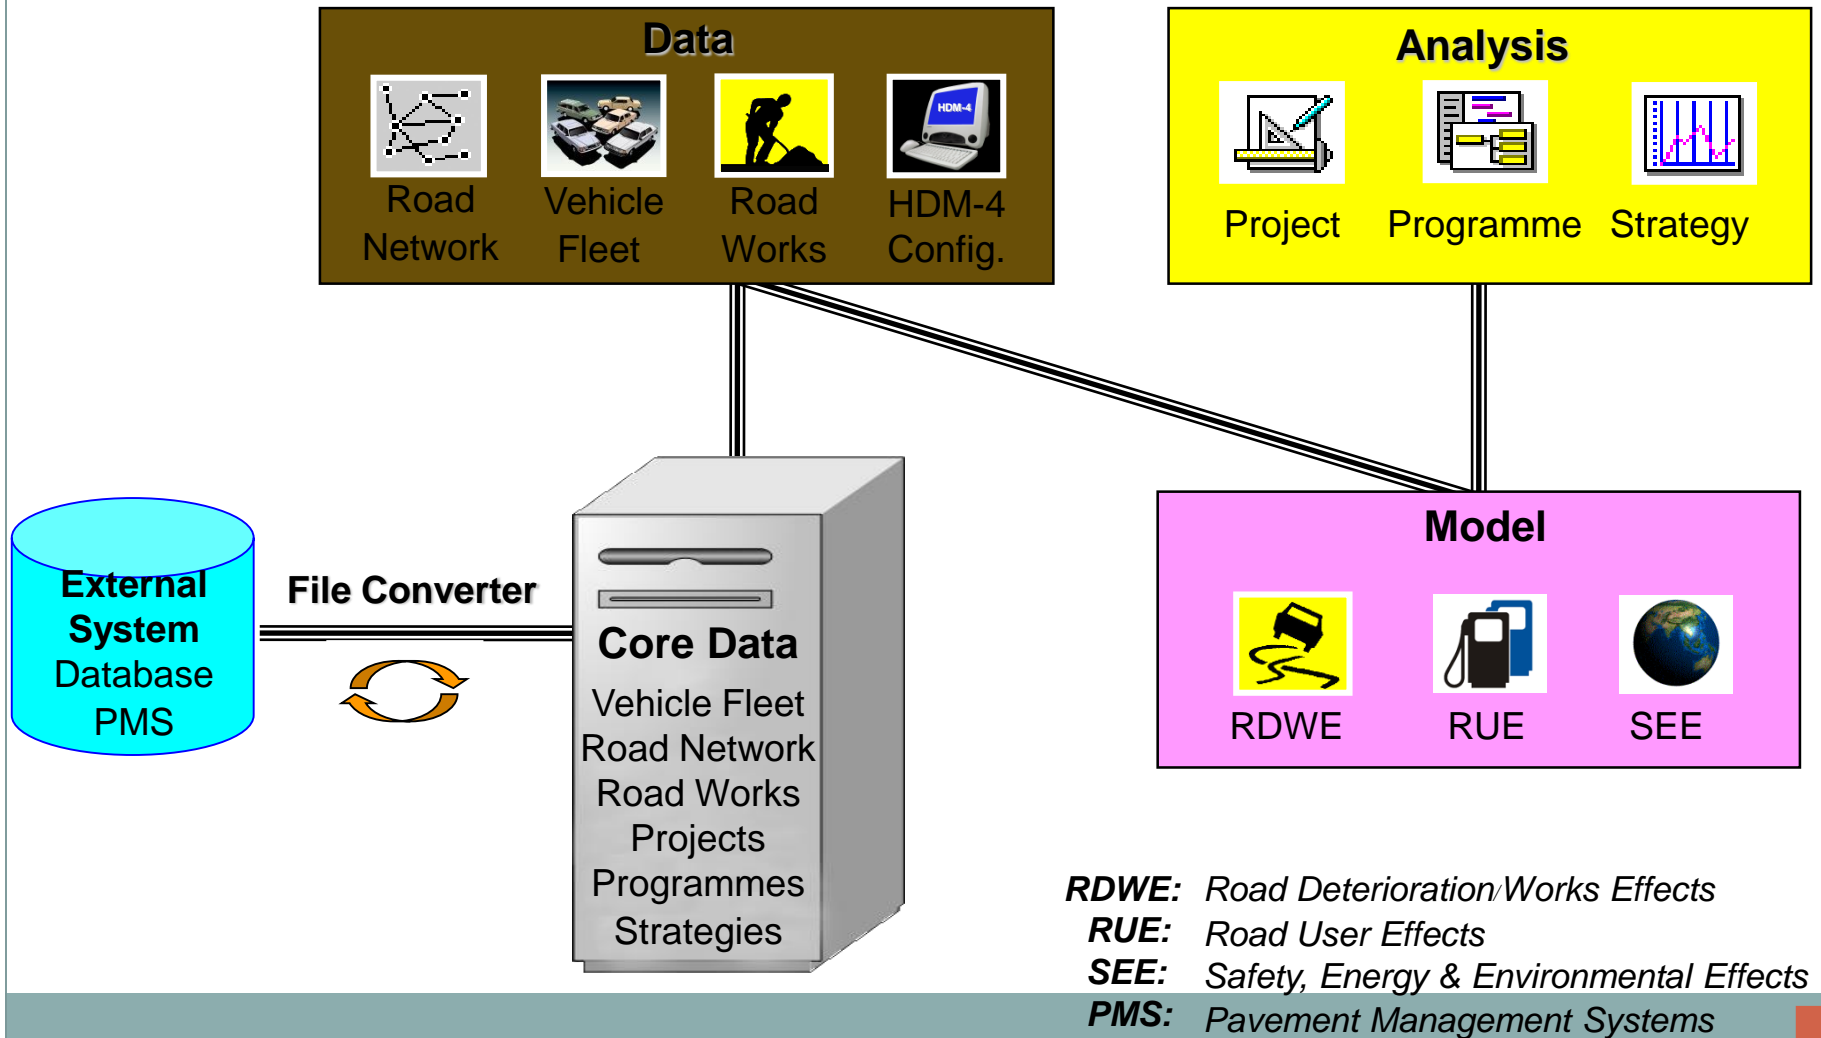 Data
HDM-4
Road
Network
Vehicle
Fleet
Road
Works
HDM-4
Config.
Analysis
Project
Programme
Strategy
External
System
Database
PMS
File Converter
Core Data
Vehicle Fleet
Road Network
Road Works
Projects
Programmes
Strategies
Model
RDWE
RUE
SEE
RDWE: Road Deterioration/Works Effects
RUE: Road User Effects
SEE: Safety, Energy & Environmental Effects
PMS: Pavement Management Systems